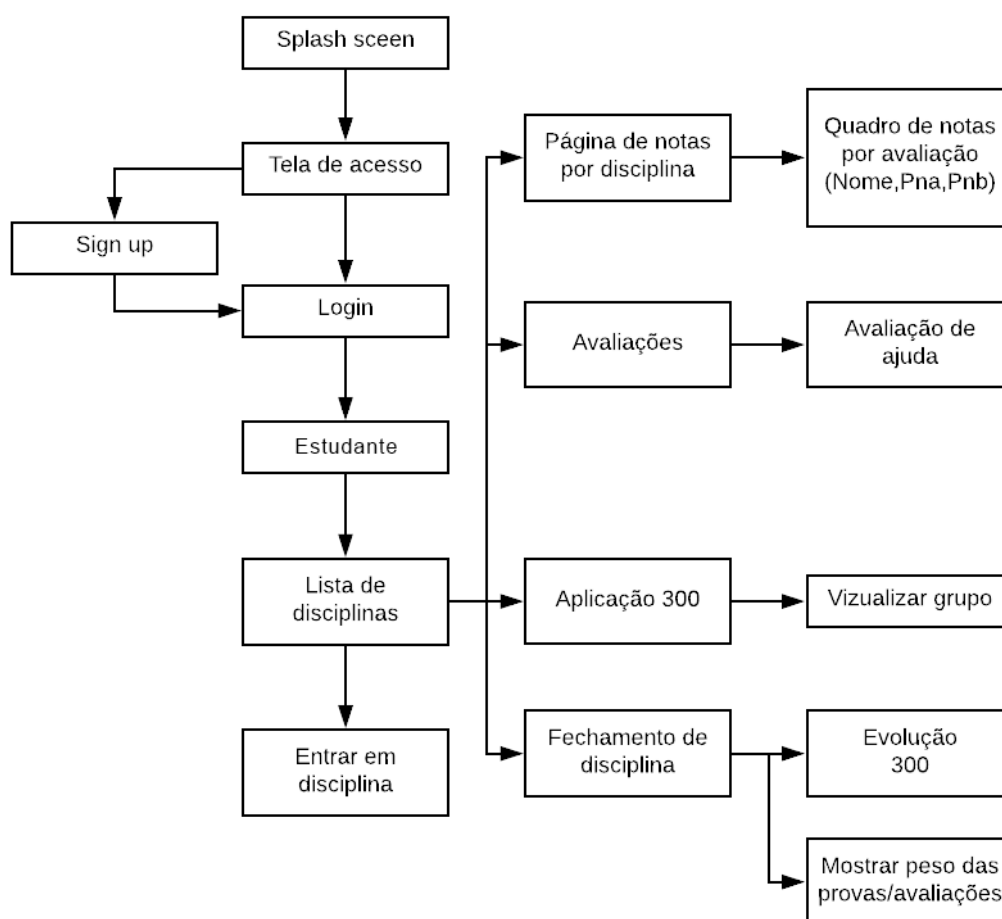 Splash sceen
Tela de acesso
Sign up
Login
Estudante
Lista de
disciplinas
Entrar em
disciplina
Página de notas
por disciplina
Quadro de notas
por avaliação
(Nome,Pna,Pnb)
Avaliações
Avaliação de
ajuda
Aplicação 300
Vizualizar grupo
Fechamento de
disciplina
Evolução
300
Mostrar peso das
provas/avaliações